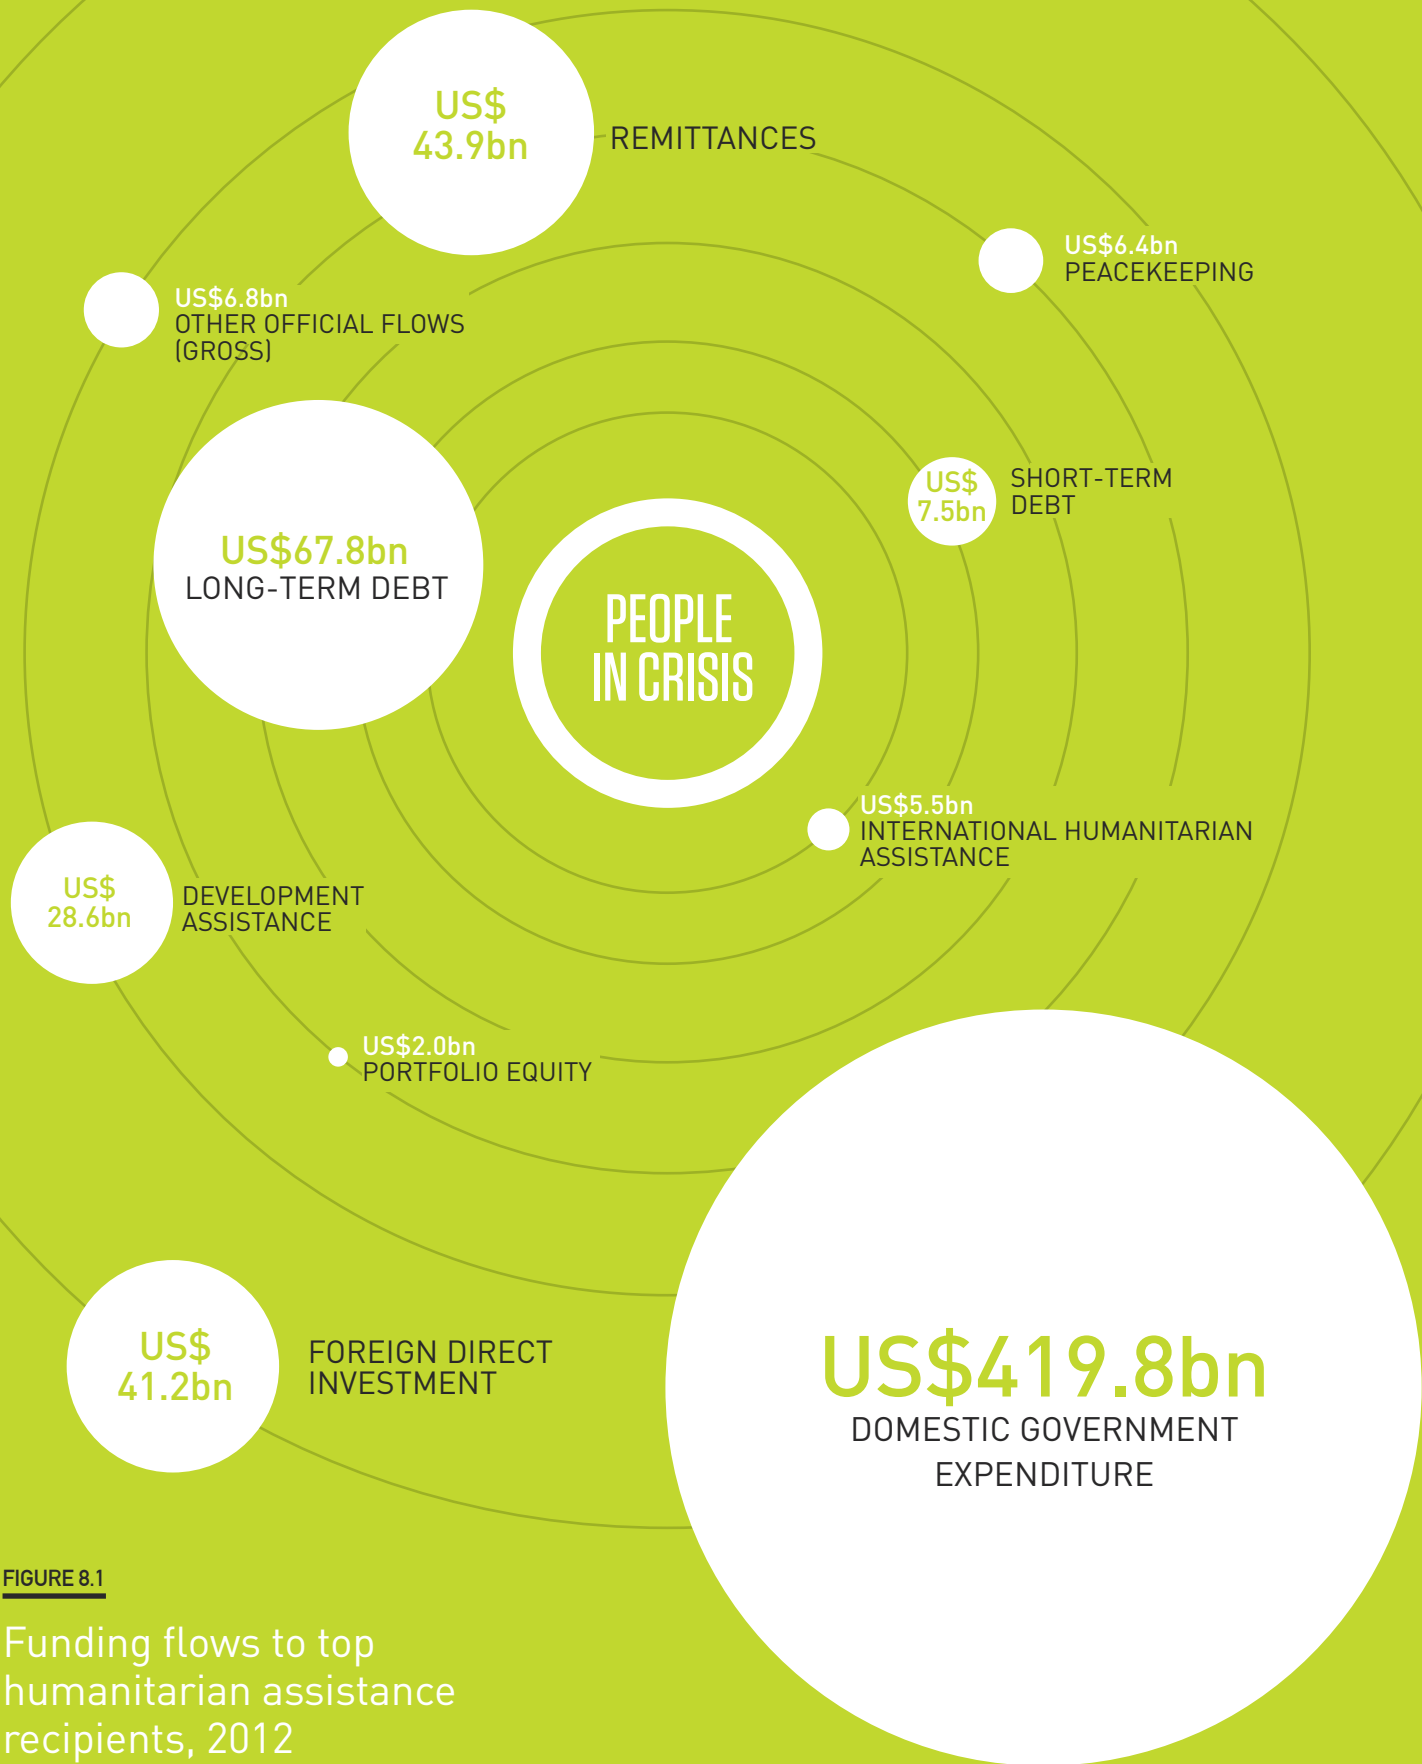 US$
43.9bn
REMITTANCES
US$6.4bn
PEACEKEEPING
US$6.8bn
OTHER OFFICIAL FLOWS
(GROSS)
US$
7.5bn
SHORT-TERM
DEBT
US$67.8bn
LONG-TERM DEBT
PEOPLE
IN CRISIS
US$5.5bn
INTERNATIONAL HUMANITARIAN
ASSISTANCE
US$
28.6bn
DEVELOPMENT
ASSISTANCE
US$2.0bn
PORTFOLIO EQUITY
US$
41.2bn
FOREIGN DIRECT
INVESTMENT
US$419.8bn
DOMESTIC GOVERNMENT
EXPENDITURE
FIGURE 8.1
Funding flows to top
humanitarian assistance
recipients, 2012